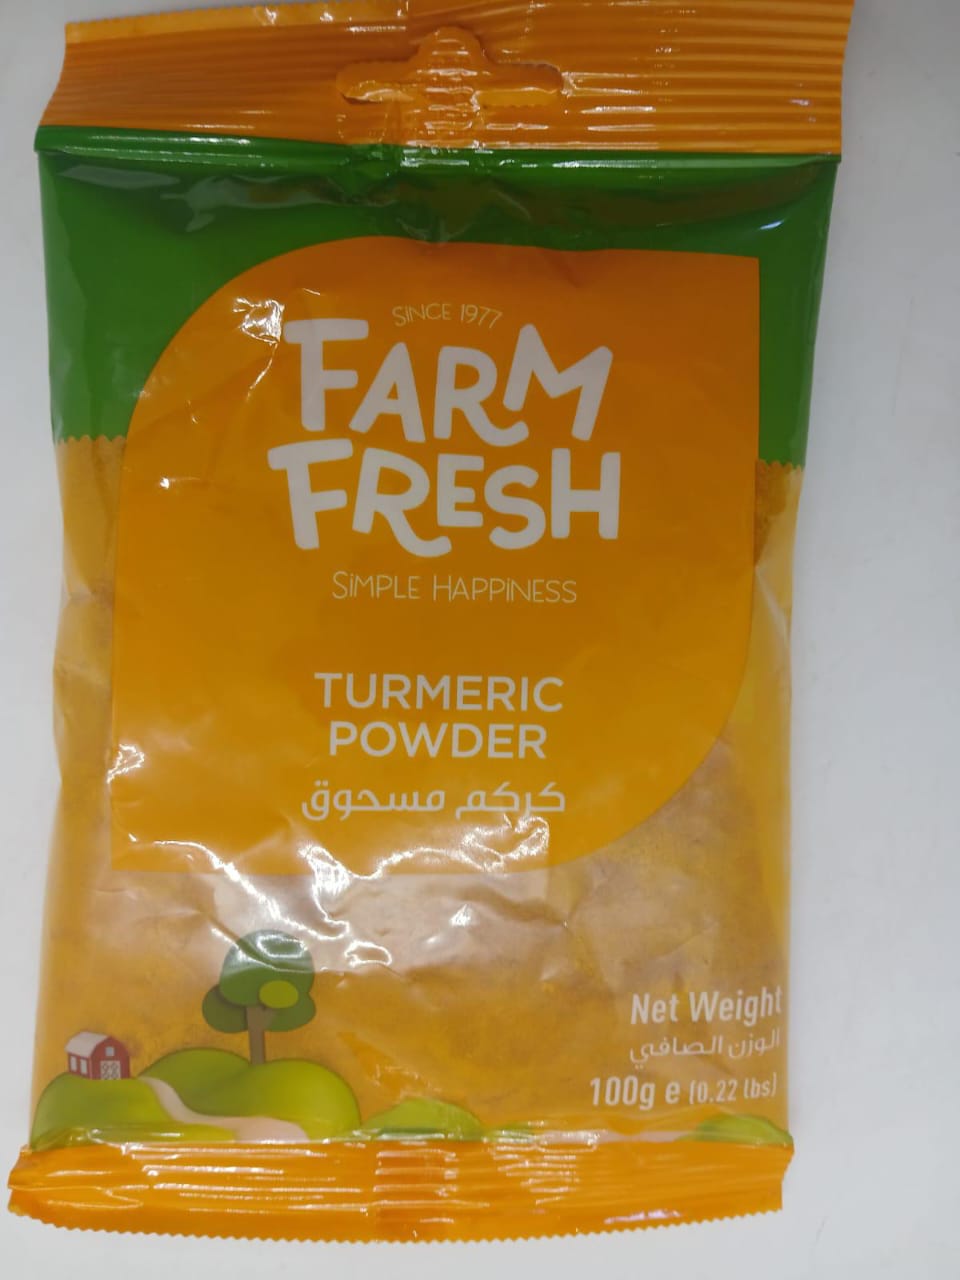 SINCE 1977
FARM
FRESH
SIMPLE HAPPINESS
TURMERIC
POWDER
كركم مسحوق
Net Weight
الوزن الصافي
100g e (0.22 lbs)